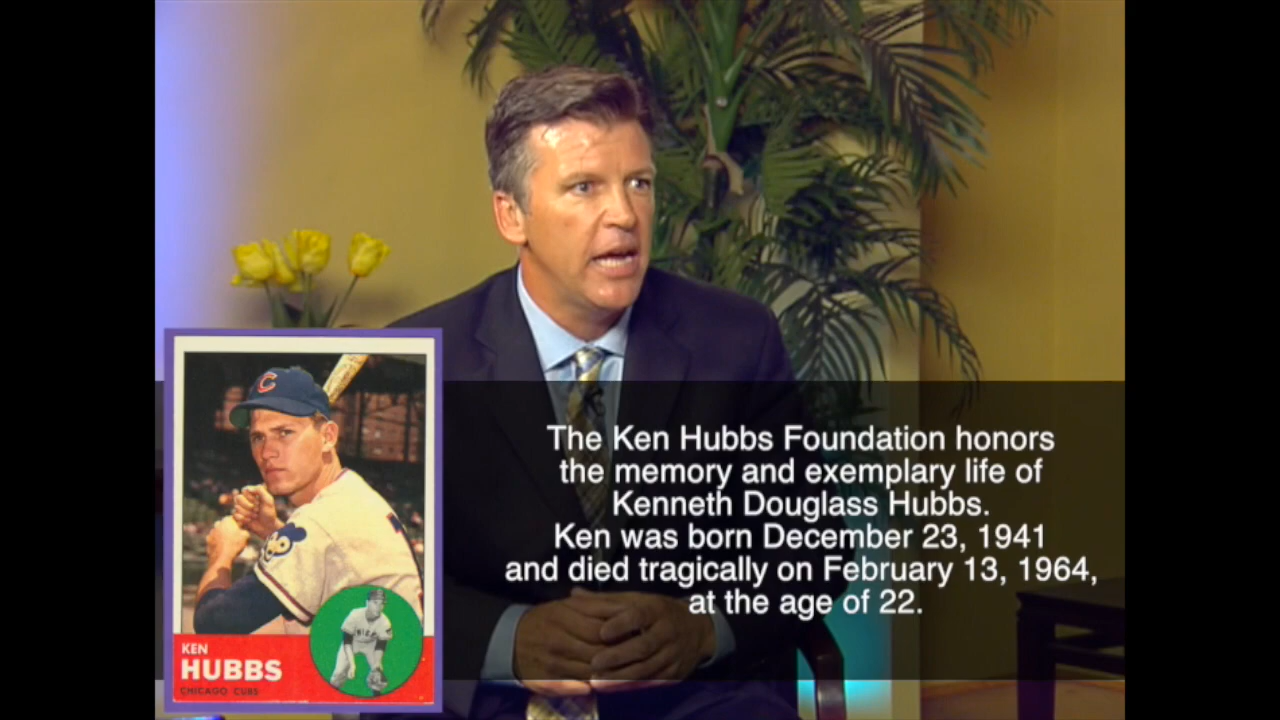 The Ken Hubbs Foundation honors
the memory and exemplary life of
Kenneth Douglass Hubbs.
Ken was born December 23, 1941
and died tragically on February 13, 1964,
at the age of 22.
C
KEN
HUBBS
CHICAGO CUBS